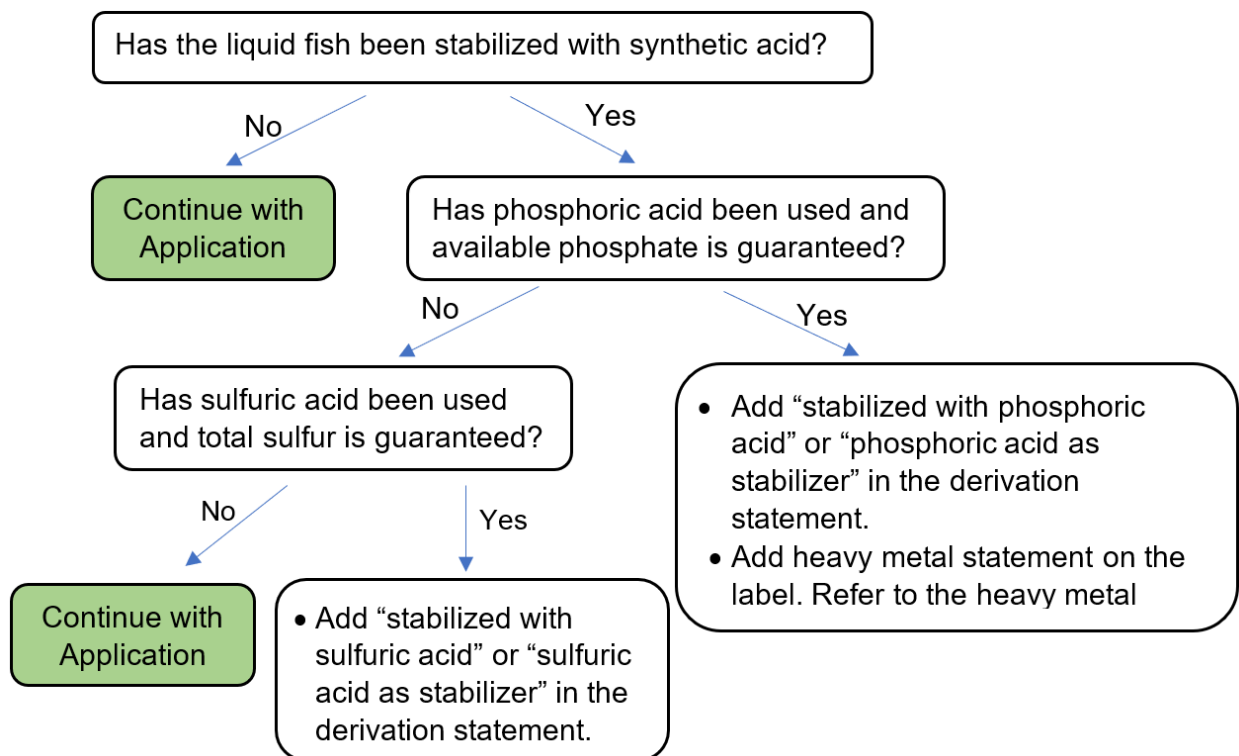 Has the liquid fish been stabilized with synthetic acid?
No
Yes
Continue with
Application
Has phosphoric acid been used and
available phosphate is guaranteed?
No
Yes
Has sulfuric acid been used
and total sulfur is guaranteed?
• Add “stabilized with phosphoric
acid” or “phosphoric acid as
stabilizer” in the derivation
statement.
• Add heavy metal statement on the
label. Refer to the heavy metal
No
Yes
Continue with
Application
• Add “stabilized with
sulfuric acid” or “sulfuric
acid as stabilizer” in the
derivation statement.